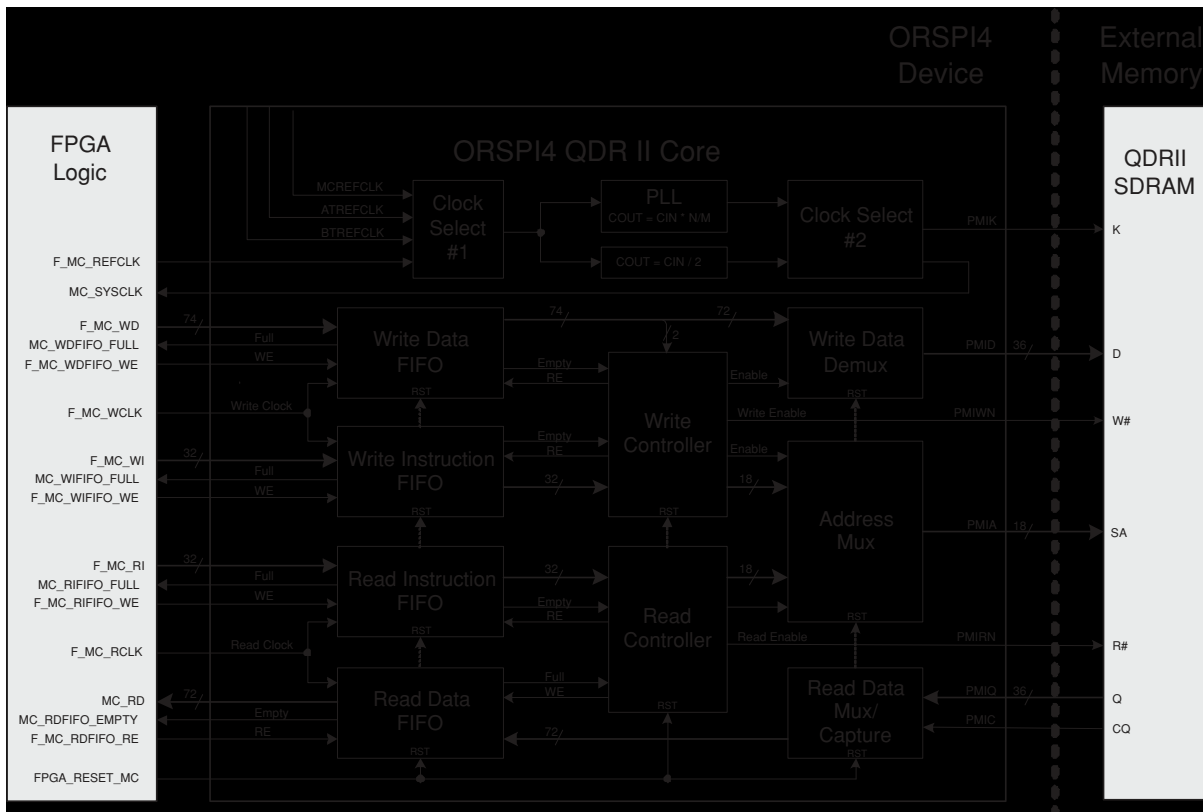 ORSPI4
Device
External
Memory
FPGA
Logic
ORSPI4 QDR II Core
QDRII
SDRAM
MCREFCLK
ATREFCLK
BTREFCLK
Clock
Select
#1
PLL
COUT = CIN * N/M
COUT = CIN / 2
Clock Select
#2
PMIK
K
F_MC_REFCLK
MC_SYSCLK
F_MC_WD
74
MC_WDFIFO_FULL
Full
F_MC_WDFIFO_WE
WE
Write Data
FIFO
RST
74
72
2
Empty
RE
Write Data
Demux
RST
Enable
PMID
36
D
F_MC_WCLK
Write Clock
Write
Controller
RST
Write Enable
PMIWN
W#
F_MC_WI
32
MC_WIFIFO_FULL
Full
F_MC_WIFIFO_WE
WE
Write Instruction
FIFO
RST
Empty
RE
32
Enable
18
Address
Mux
RST
PMIA
18
SA
F_MC_RI
32
MC_RIFIFO_FULL
Full
F_MC_RIFIFO_WE
WE
Read Instruction
FIFO
RST
32
Empty
RE
18
Read
Controller
RST
Read Enable
PMIRN
R#
F_MC_RCLK
Read Clock
MC_RD
72
MC_RDFIFO_EMPTY
Empty
F_MC_RDFIFO_RE
RE
Read Data
FIFO
RST
Full
WE
72
Read Data
Mux/
Capture
RST
PMIQ
36
Q
PMIC
CQ
FPGA_RESET_MC